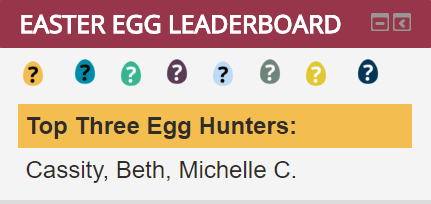 EASTER EGG LEADERBOARD
? ? ? ? ? ? ? ?
Top Three Egg Hunters:
Cassity, Beth, Michelle C.